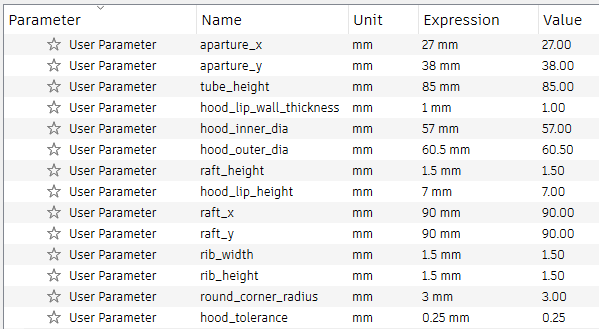 Parameter Name Unit Expression Value
User Parameter aparture_x mm 27 mm 27.00
User Parameter aparture_y mm 38 mm 38.00
User Parameter tube_height mm 85 mm 85.00
User Parameter hood_lip_wall_thickness mm 1 mm 1.00
User Parameter hood_inner_dia mm 57 mm 57.00
User Parameter hood_outer_dia mm 60.5 mm 60.50
User Parameter raft_height mm 1.5 mm 1.50
User Parameter hood_lip_height mm 7 mm 7.00
User Parameter raft_x mm 90 mm 90.00
User Parameter raft_y mm 90 mm 90.00
User Parameter rib_width mm 1.5 mm 1.50
User Parameter rib_height mm 1.5 mm 1.50
User Parameter round_corner_radius mm 3 mm 3.00
User Parameter hood_tolerance mm 0.25 mm 0.25